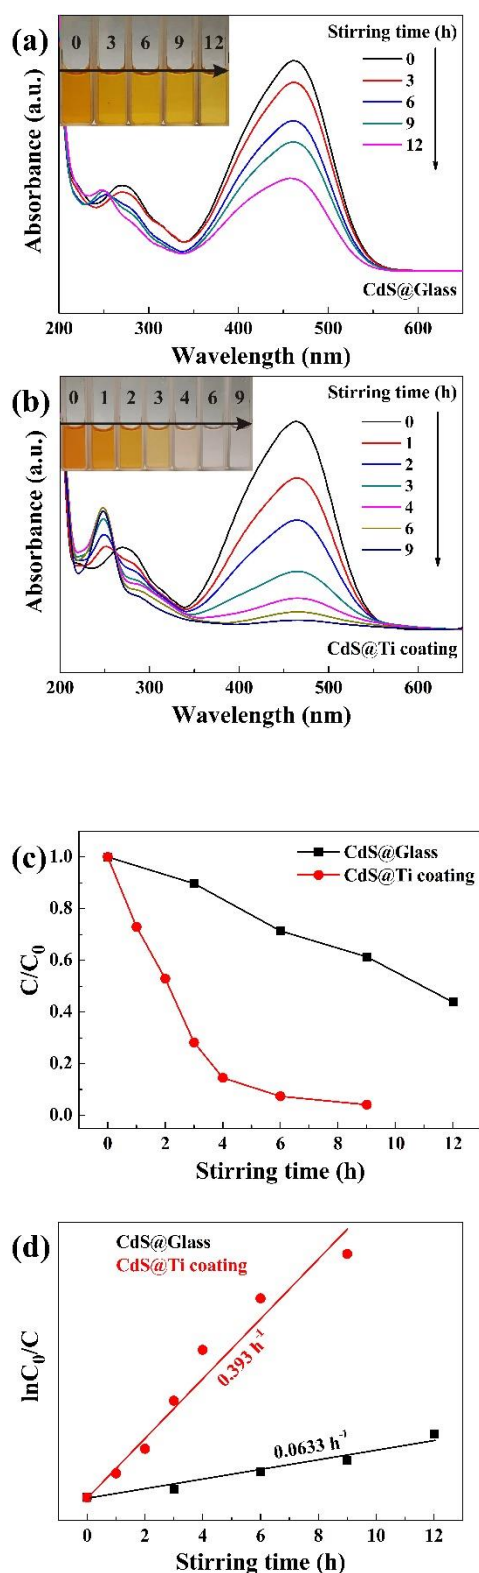 (a)
0 3 6 9 12
Stirring time (h)
0
3
6
9
12
Absorbance (a.u.)
CdS@Glass
200 300 400 500 600
Wavelength (nm)
(b)
0 1 2 3 4 6 9
Stirring time (h)
0
1
2
3
4
6
9
Absorbance (a.u.)
CdS@Ti coating
200 300 400 500 600
Wavelength (nm)
(c)
CdS@Glass
CdS@Ti coating
1.0
0.8
0.6
0.4
0.2
0.0
C/C0
0 2 4 6 8 10 12
Stirring time (h)
(d)
CdS@Glass
CdS@Ti coating
lnC0/C
0.393 h-1
0.0633 h-1
0 2 4 6 8 10 12
Stirring time (h)